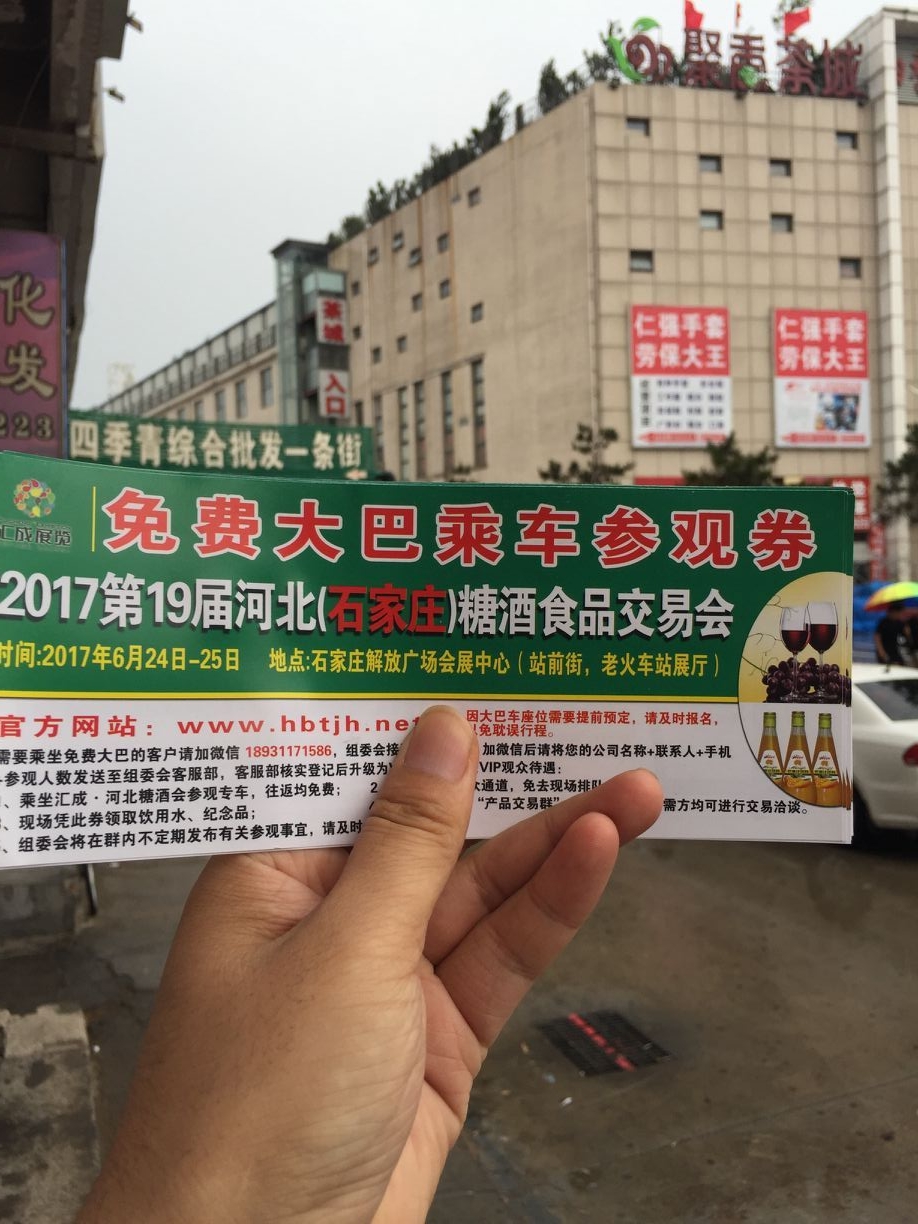 聚秀茶城
化
发
223
茶城
入口
仁强手套
劳保大王
仁强手套
劳保大王
四季青综合批发一条街
汇成展览
免费大巴乘车参观券
2017第19届河北(石家庄)糖酒食品交易会
时间:2017年6月24日-25日 地点:石家庄解放广场会展中心(站前街，老火车站展厅)
官方网站：www.hbtjh.net
因大巴车座位需要提前预定，请及时报名，
以免耽误行程。
需要乘坐免费大巴的客户请加微信 18931171586，组委会接
加微信后请将您的公司名称+联系人+手机
+参观人数发送至组委会客服部，客服部核实登记后升级为
VIP观众待遇：
、乘坐汇成·河北糖酒会参观专车，往返均免费； 2
通道，免去现场排队
、现场凭此券领取饮用水、纪念品；
“产品交易群”
需方均可进行交易洽谈。
、组委会将在群内不定期发布有关参观事宜，请及时